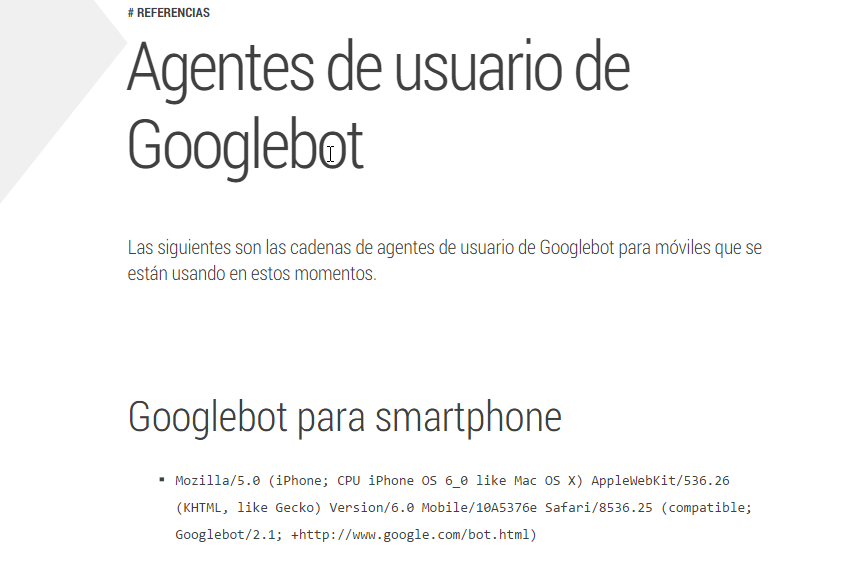 # REFERENCIAS
Agentes de usuario de
Googlebot
Las siguientes son las cadenas de agentes de usuario de Googlebot para móviles que se
están usando en estos momentos.
Googlebot para smartphone
▪ Mozilla/5.0 (iPhone; CPU iPhone OS 6_0 like Mac OS X) AppleWebKit/536.26
(KHTML, like Gecko) Version/6.0 Mobile/10A5376e Safari/8536.25 (compatible;
Googlebot/2.1; +http://www.google.com/bot.html)